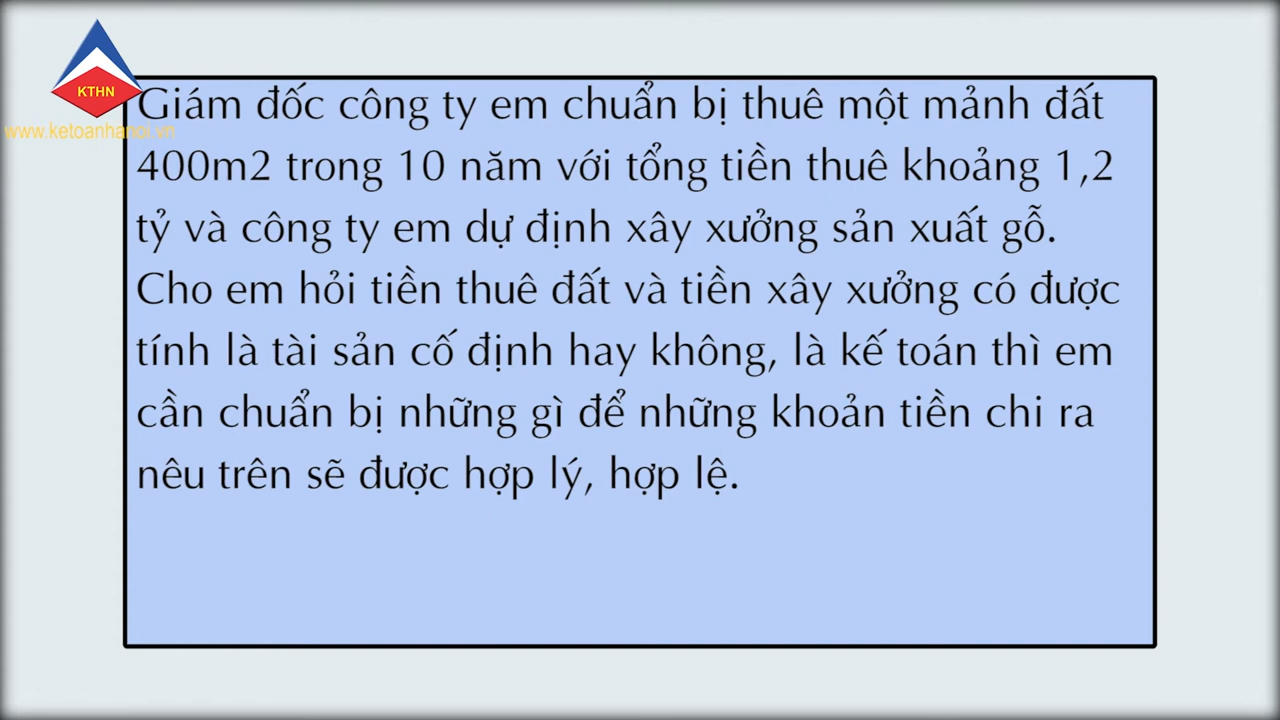 KTHN
www.ketoanhanoi.vn
Giám đốc công ty em chuẩn bị thuê một mảnh đất
400m2 trong 10 năm với tổng tiền thuê khoảng 1,2
tỷ và công ty em dự định xây xưởng sản xuất gỗ.
Cho em hỏi tiền thuê đất và tiền xây xưởng có được
tính là tài sản cố định hay không, là kế toán thì em
cần chuẩn bị những gì để những khoản tiền chi ra
nêu trên sẽ được hợp lý, hợp lệ.